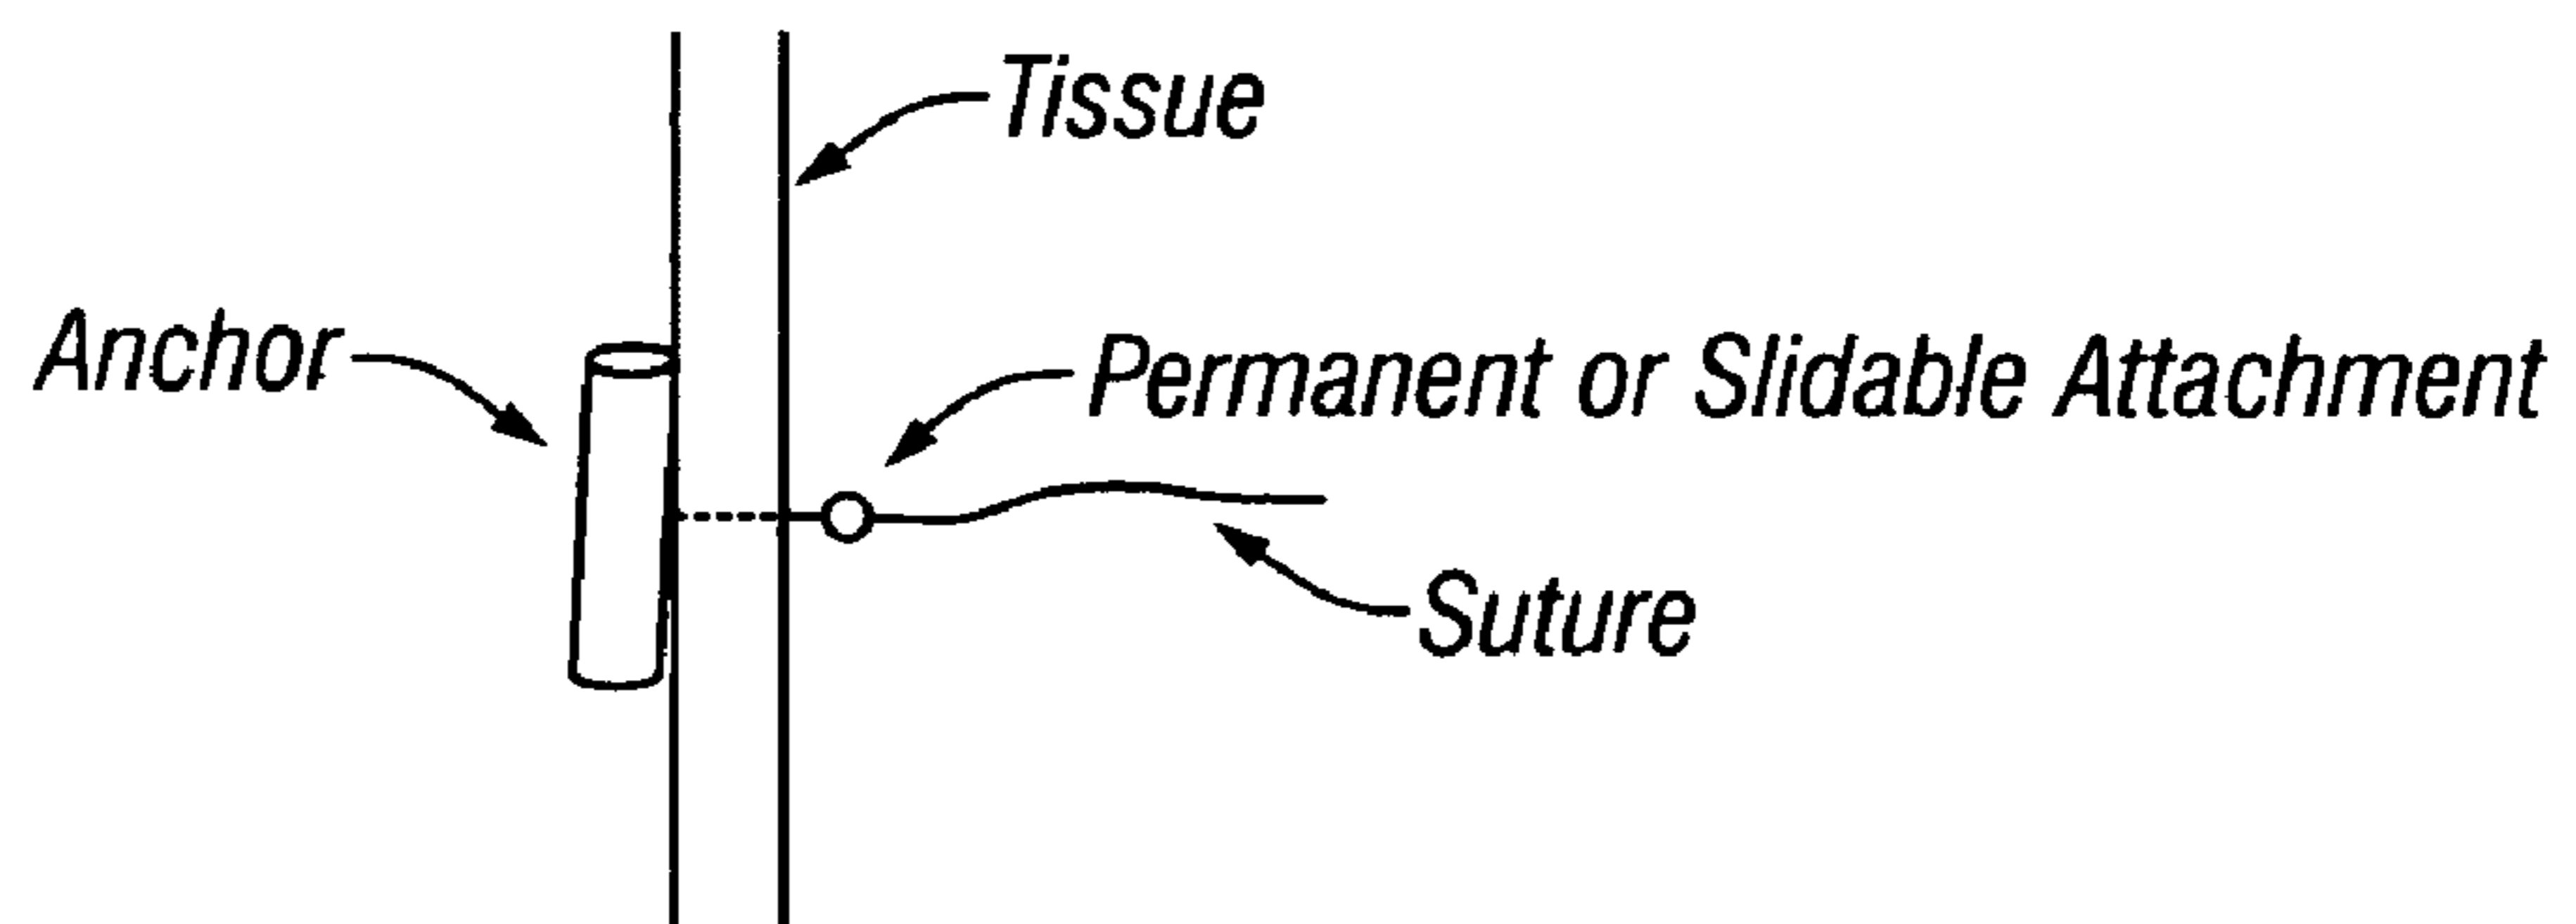 Tissue
Anchor
Permanent or Slidable Attachment
Suture